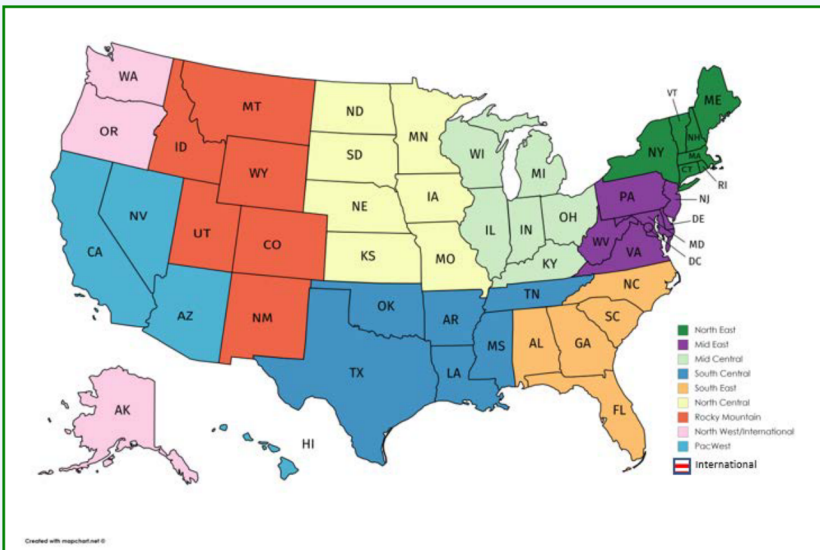 WA
OR
MT
ID
WY
ND
SD
NE
KS
MN
IA
MO
WI
MI
IL
IN
OH
KY
VT
ME
NH
NY
MA
CT
RI
PA
NJ
DE
MD
DC
WV
VA
NV
CA
UT
CO
AZ
NM
OK
AR
TN
NC
SC
MS
AL
GA
TX
LA
FL
AK
HI
North East
Mid East
Mid Central
South Central
South East
North Central
Rocky Mountain
North West/International
PacWest
International
Created with mapchart.net ©